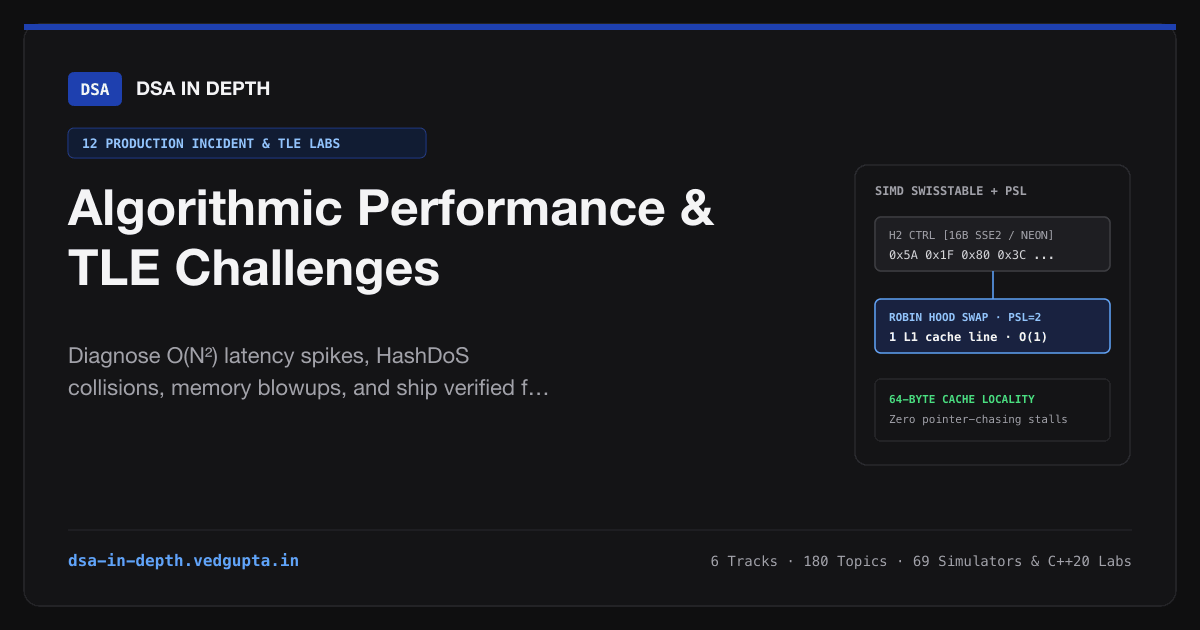 DSA
DSA IN DEPTH
12 PRODUCTION INCIDENT & TLE LABS
Algorithmic Performance &
TLE Challenges
Diagnose O(N²) latency spikes, HashDoS
collisions, memory blowups, and ship verified f…
SIMD SWISSTABLE + PSL
H2 CTRL [16B SSE2 / NEON]
0x5A 0x1F 0x80 0x3C ...
ROBIN HOOD SWAP · PSL=2
1 L1 cache line · O(1)
64-BYTE CACHE LOCALITY
Zero pointer-chasing stalls
dsa-in-depth.vedgupta.in
6 Tracks · 180 Topics · 69 Simulators & C++20 Labs